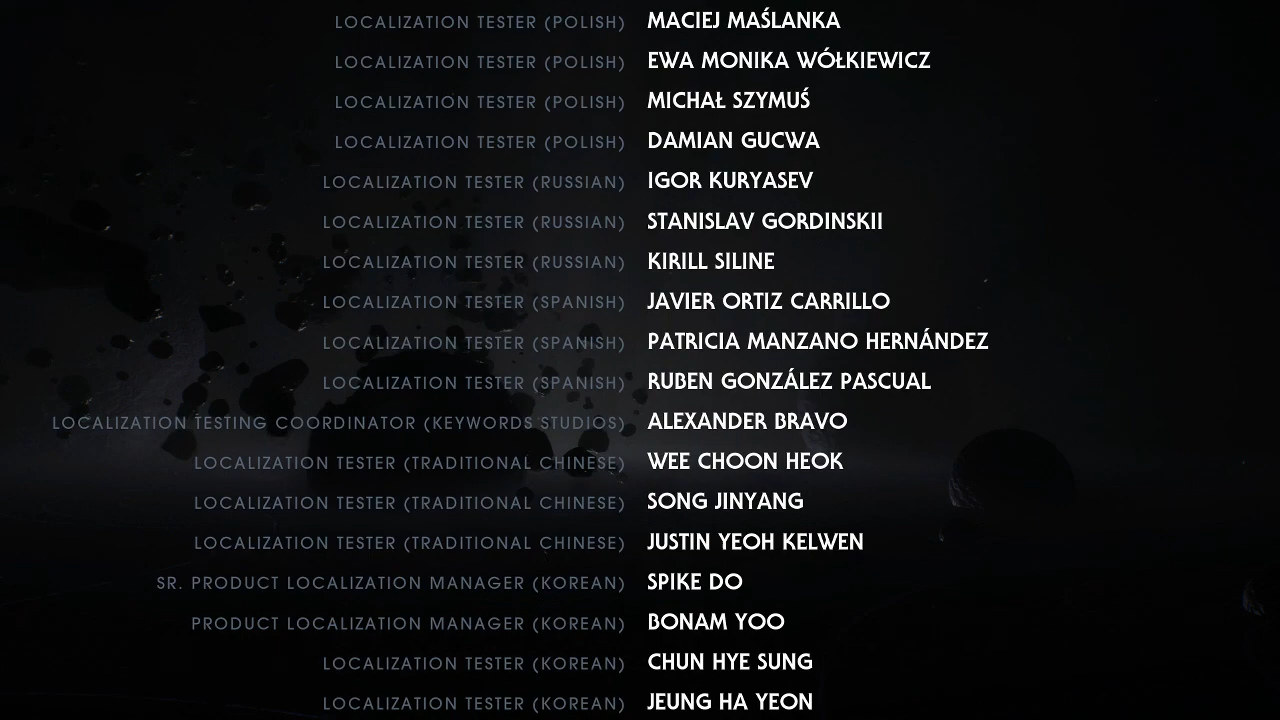 LOCALIZATION TESTER (POLISH) MACIEJ MAŚLANKA
LOCALIZATION TESTER (POLISH) EWA MONIKA WÓŁKIEWICZ
LOCALIZATION TESTER (POLISH) MICHAŁ SZYMUŚ
LOCALIZATION TESTER (POLISH) DAMIAN GUCWA
LOCALIZATION TESTER (RUSSIAN) IGOR KURYASEV
LOCALIZATION TESTER (RUSSIAN) STANISLAV GORDINSKII
LOCALIZATION TESTER (RUSSIAN) KIRILL SILINE
LOCALIZATION TESTER (SPANISH) JAVIER ORTIZ CARRILLO
LOCALIZATION TESTER (SPANISH) PATRICIA MANZANO HERNÁNDEZ
LOCALIZATION TESTER (SPANISH) RUBEN GONZÁLEZ PASCUAL
LOCALIZATION TESTING COORDINATOR (KEYWORDS STUDIOS) ALEXANDER BRAVO
LOCALIZATION TESTER (TRADITIONAL CHINESE) WEE CHOON HEOK
LOCALIZATION TESTER (TRADITIONAL CHINESE) SONG JINYANG
LOCALIZATION TESTER (TRADITIONAL CHINESE) JUSTIN YEOH KELWEN
SR. PRODUCT LOCALIZATION MANAGER (KOREAN) SPIKE DO
PRODUCT LOCALIZATION MANAGER (KOREAN) BONAM YOO
LOCALIZATION TESTER (KOREAN) CHUN HYE SUNG
LOCALIZATION TESTER (KOREAN) JEUNG HA YEON